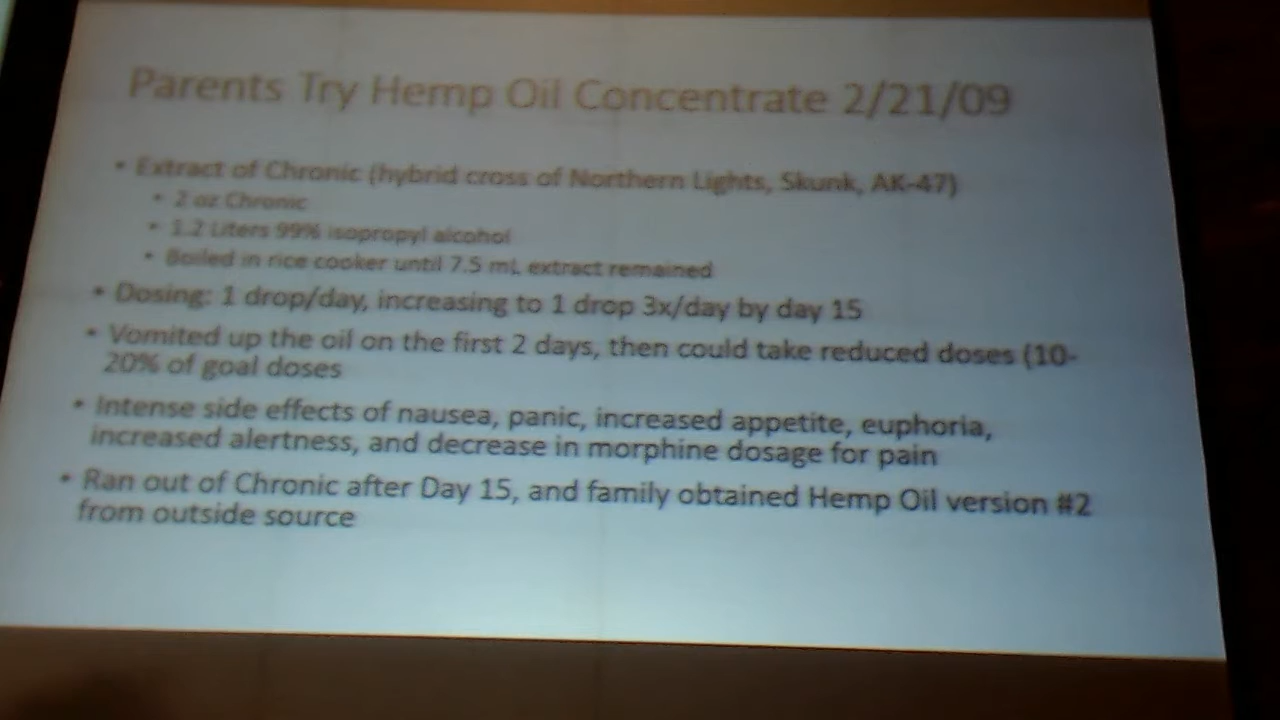 Parents Try Hemp Oil Concentrate 2/21/09
• Extract of Chronic (hybrid cross of Northern Lights, Skunk, AK-47)
• 2 oz Chronic
• 1.2 Liters 99% isopropyl alcohol
• Boiled in rice cooker until 7.5 mL extract remained
• Dosing: 1 drop/day, increasing to 1 drop 3x/day by day 15
• Vomited up the oil on the first 2 days, then could take reduced doses (10-
20% of goal doses
• Intense side effects of nausea, panic, increased appetite, euphoria,
increased alertness, and decrease in morphine dosage for pain
• Ran out of Chronic after Day 15, and family obtained Hemp Oil version #2
from outside source